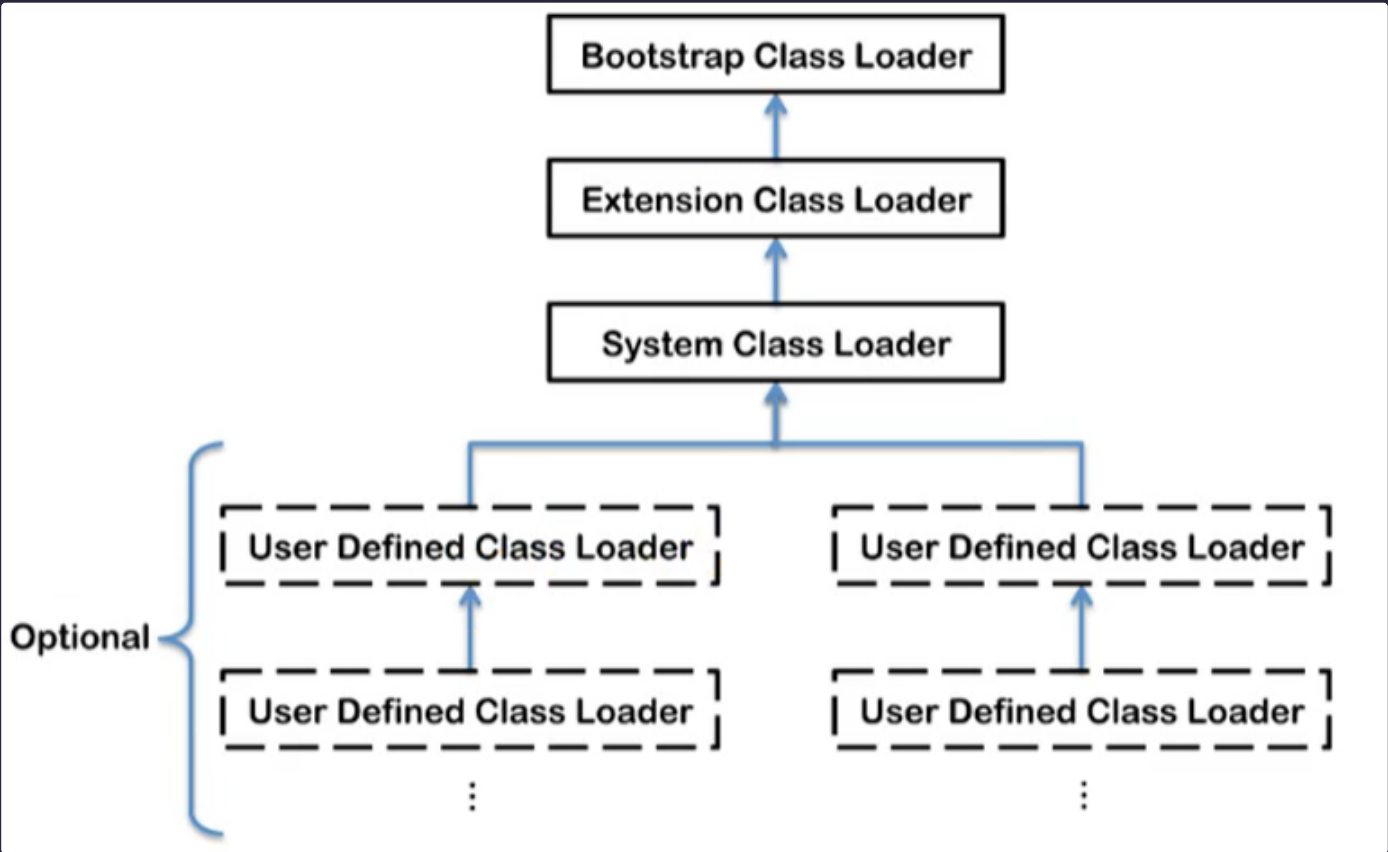 Bootstrap Class Loader
Extension Class Loader
System Class Loader
User Defined Class Loader
User Defined Class Loader
Optional
User Defined Class Loader
User Defined Class Loader
⋮
⋮